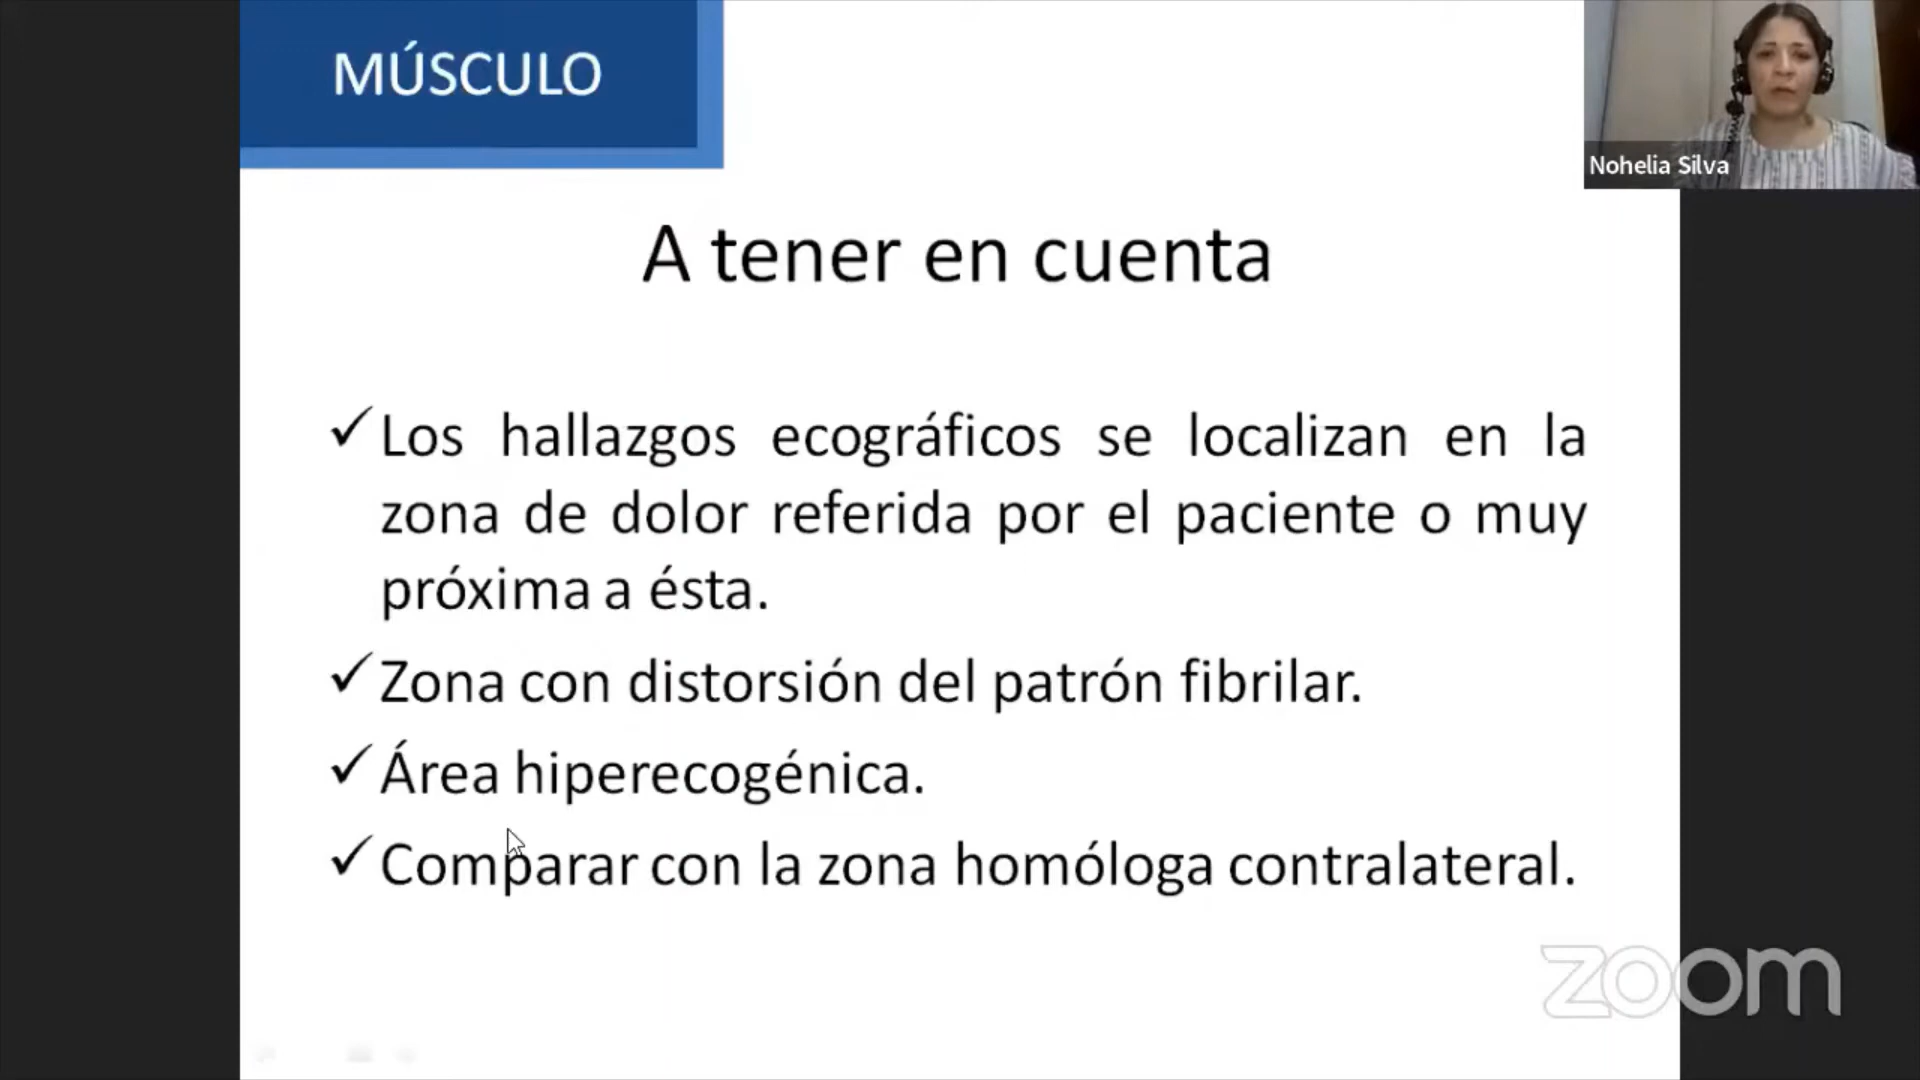 MÚSCULO
Nohelia Silva
A tener en cuenta
✓Los hallazgos ecográficos se localizan en la
zona de dolor referida por el paciente o muy
próxima a ésta.
✓Zona con distorsión del patrón fibrilar.
✓Área hiperecogénica.
✓Comparar con la zona homóloga contralateral.
zoom